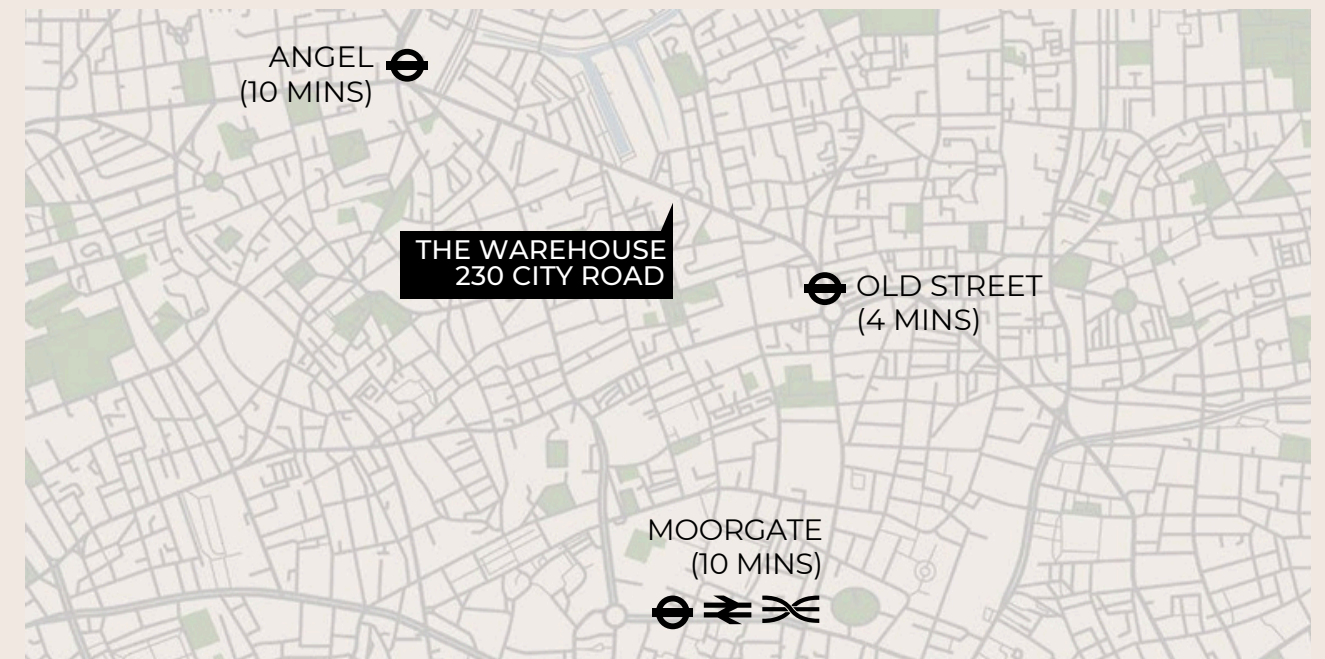 ANGEL
(10 MINS)
THE WAREHOUSE
230 CITY ROAD
OLD STREET
(4 MINS)
MOORGATE
(10 MINS)